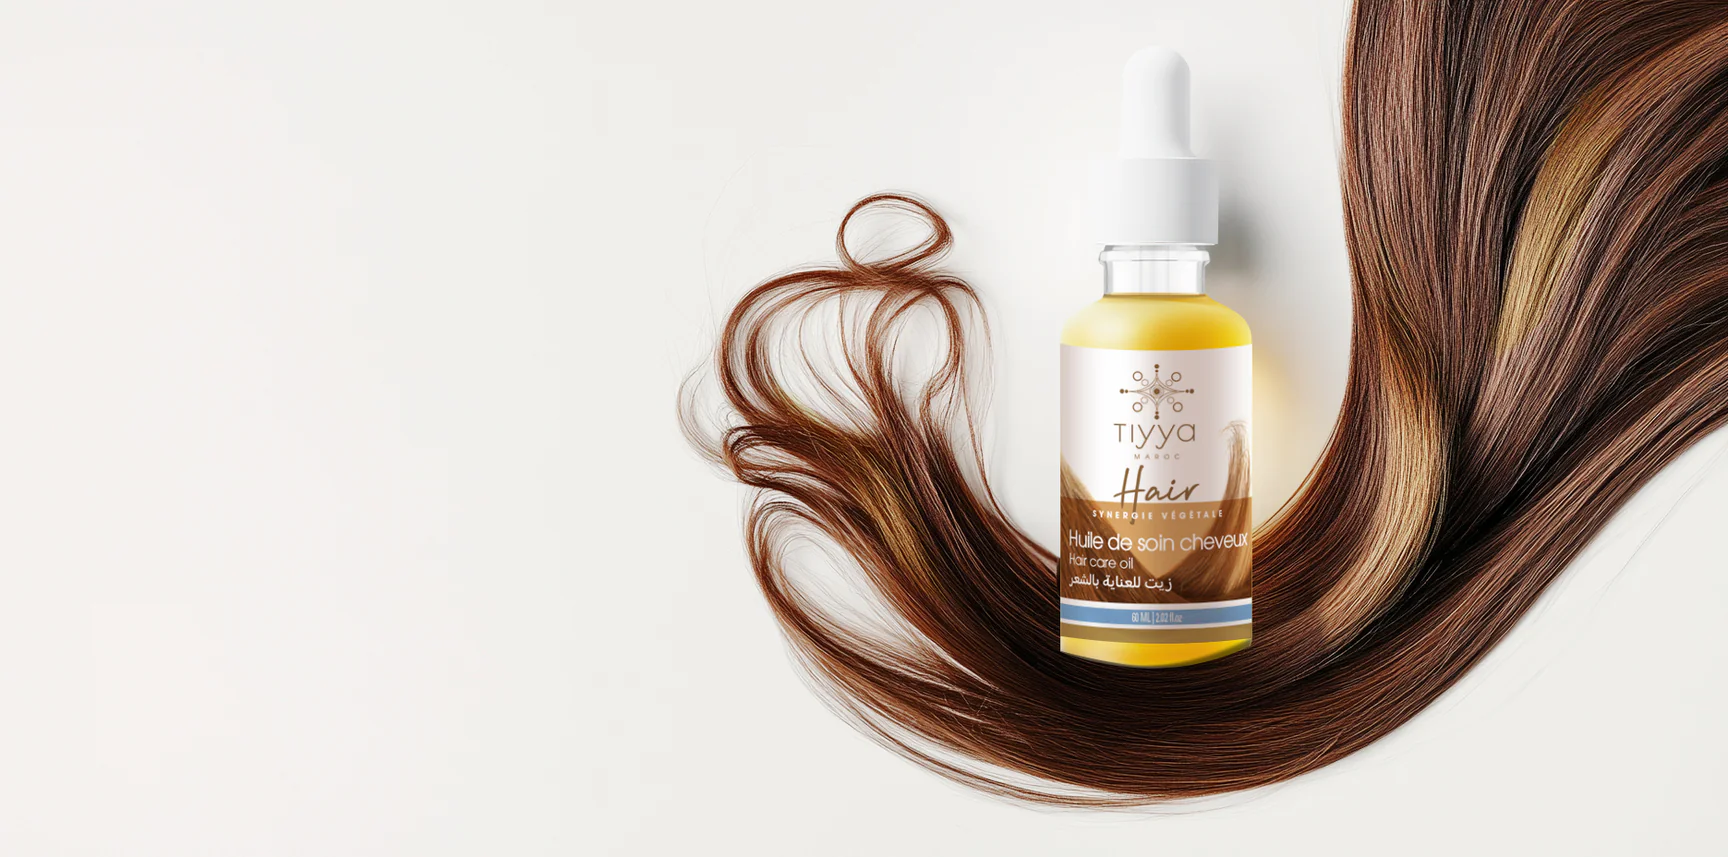 Tiyya
MAROC
Hair
SYNERGIE VÉGÉTALE
Huile de soin cheveux
Hair care oil
زيت للعناية بالشعر
60 ML | 2.02 fl.oz